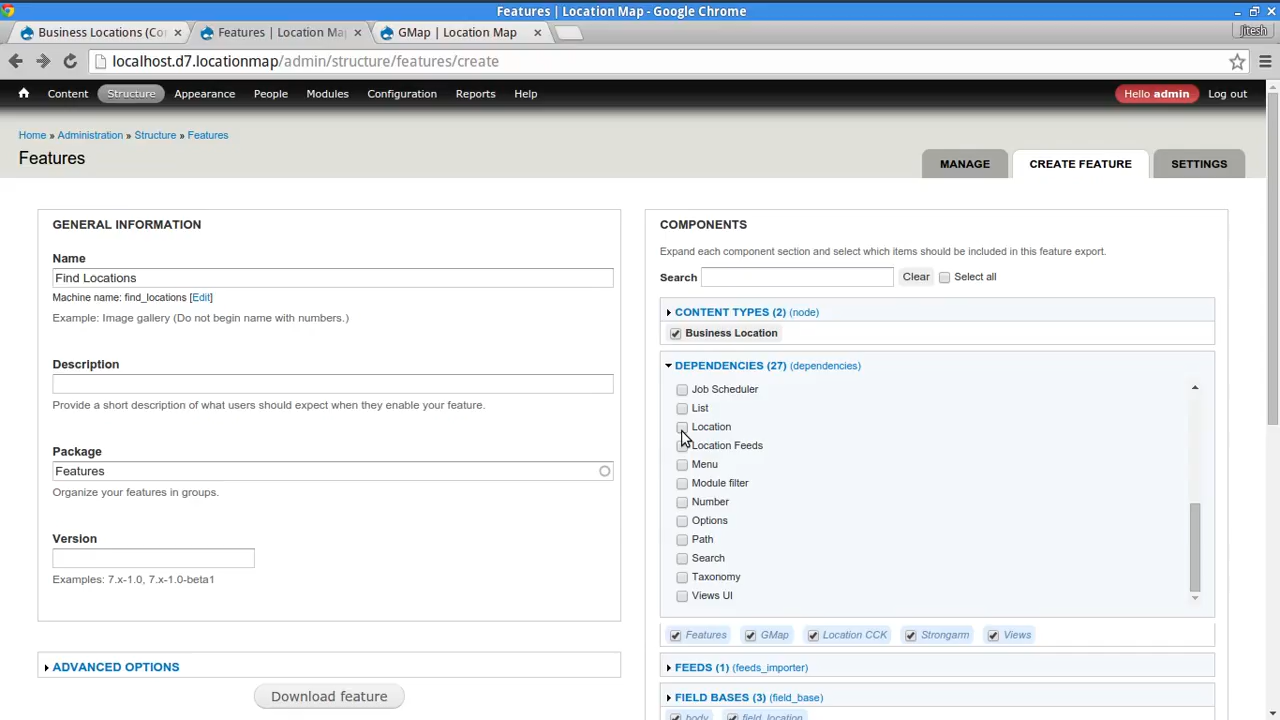 Features | Location Map - Google Chrome
Business Locations (Co
Features | Location Ma
GMap | Location Map
jitesh
localhost.d7.locationmap/admin/structure/features/create
Content Structure Appearance People Modules Configuration Reports Help Hello admin Log out
Home » Administration » Structure » Features
Features
MANAGE CREATE FEATURE SETTINGS
GENERAL INFORMATION
Name
Find Locations
Machine name: find_locations [Edit]
Example: Image gallery (Do not begin name with numbers.)
Description
Provide a short description of what users should expect when they enable your feature.
Package
Features
Organize your features in groups.
Version
Examples: 7.x-1.0, 7.x-1.0-beta1
ADVANCED OPTIONS
Download feature
COMPONENTS
Expand each component section and select which items should be included in this feature export.
Search Clear Select all
CONTENT TYPES (2) (node)
Business Location
DEPENDENCIES (27) (dependencies)
Job Scheduler
List
Location
Location Feeds
Menu
Module filter
Number
Options
Path
Search
Taxonomy
Views UI
Features GMap Location CCK Strongarm Views
FEEDS (1) (feeds_importer)
FIELD BASES (3) (field_base)
body field_location